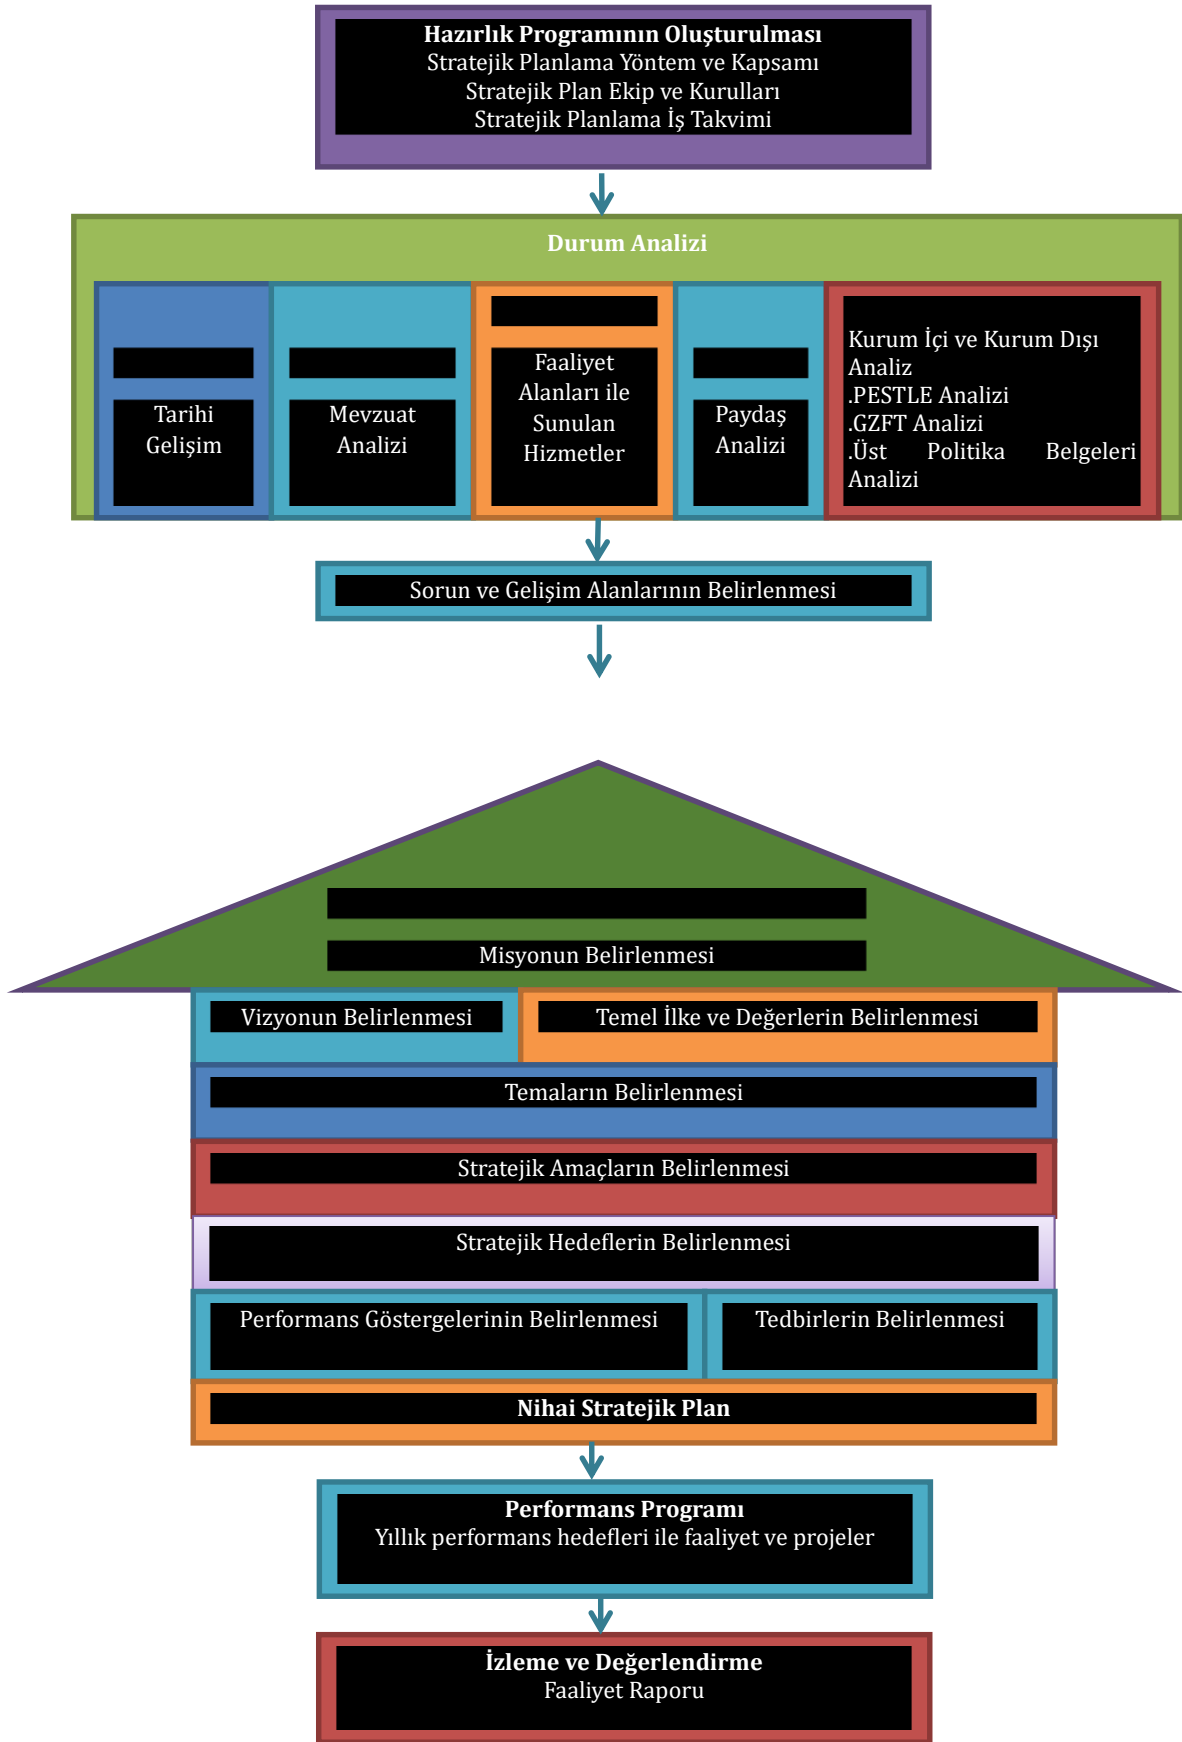 Hazırlık Programının Oluşturulması
Stratejik Planlama Yöntem ve Kapsamı
Stratejik Plan Ekip ve Kurulları
Stratejik Planlama İş Takvimi
Durum Analizi
Tarihi
Gelişim
Mevzuat
Analizi
Faaliyet
Alanları ile
Sunulan
Hizmetler
Paydaş
Analizi
Kurum İçi ve Kurum Dışı
Analiz
.PESTLE Analizi
.GZFT Analizi
.Üst Politika Belgeleri
Analizi
Sorun ve Gelişim Alanlarının Belirlenmesi
Misyonun Belirlenmesi
Vizyonun Belirlenmesi
Temel İlke ve Değerlerin Belirlenmesi
Temaların Belirlenmesi
Stratejik Amaçların Belirlenmesi
Stratejik Hedeflerin Belirlenmesi
Performans Göstergelerinin Belirlenmesi
Tedbirlerin Belirlenmesi
Nihai Stratejik Plan
Performans Programı
Yıllık performans hedefleri ile faaliyet ve projeler
İzleme ve Değerlendirme
Faaliyet Raporu